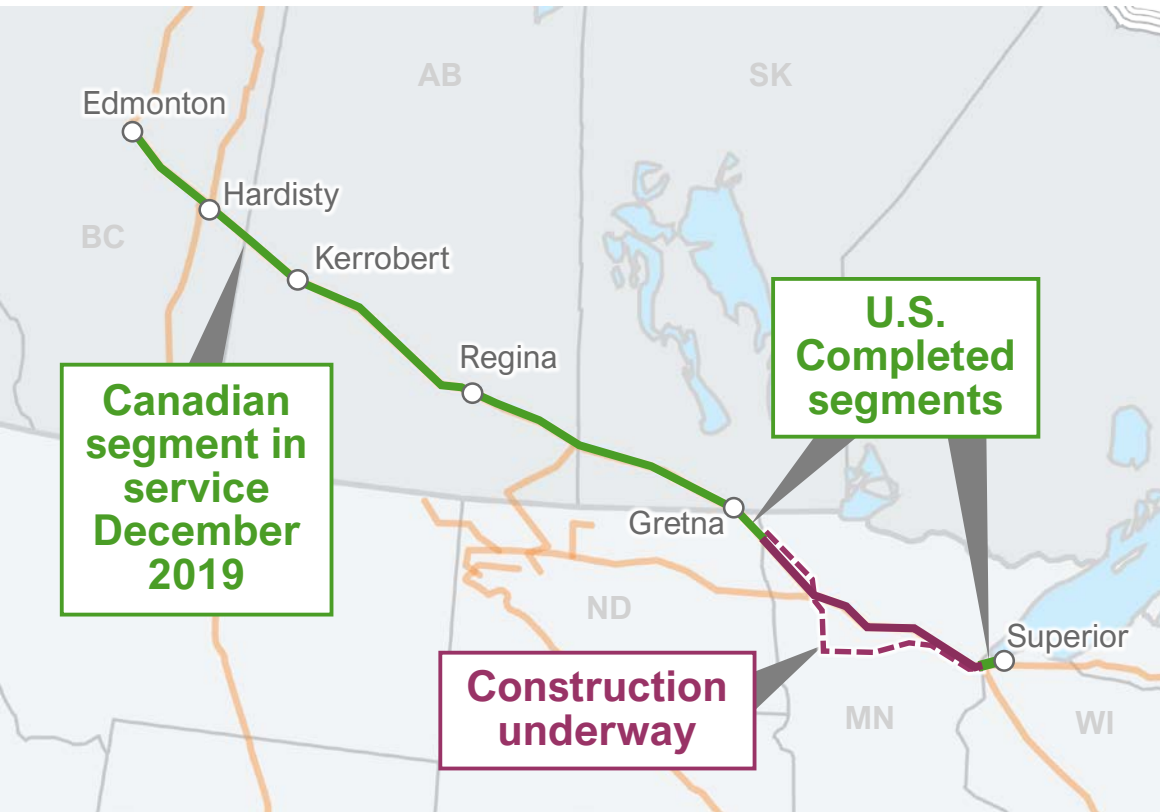 AB
SK
Edmonton
Hardisty
BC
Kerrobert
U.S.
Completed
segments
Regina
Canadian
segment in
service
December
2019
Gretna
ND
Superior
Construction
underway
MN
WI